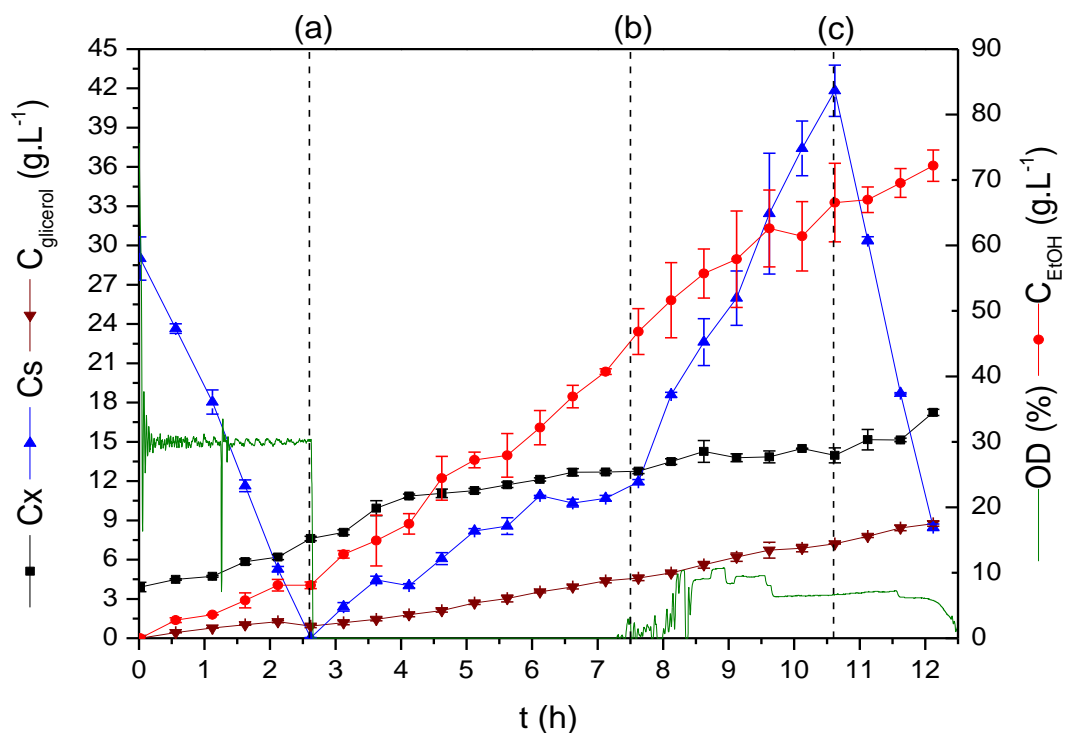 (a) (b) (c)
45 42 39 36 33 30 27 24 21 18 15 12 9 6 3 0
90 80 70 60 50 40 30 20 10 0
0 1 2 3 4 5 6 7 8 9 10 11 12
t (h)
Cx Cs C_glicerol (g.L⁻¹)
OD (%) C_EtOH (g.L⁻¹)